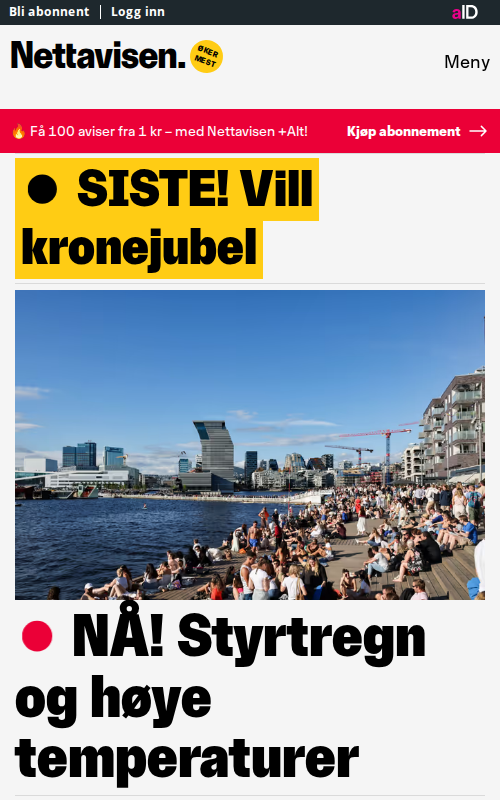 Bli abonnent | Logg inn
aID
Nettavisen.
ØKER
MEST
Meny
🔥 Få 100 aviser fra 1 kr – med Nettavisen +Alt!
Kjøp abonnement →
● SISTE! Vill
kronejubel
● NÅ! Styrtregn
og høye
temperaturer